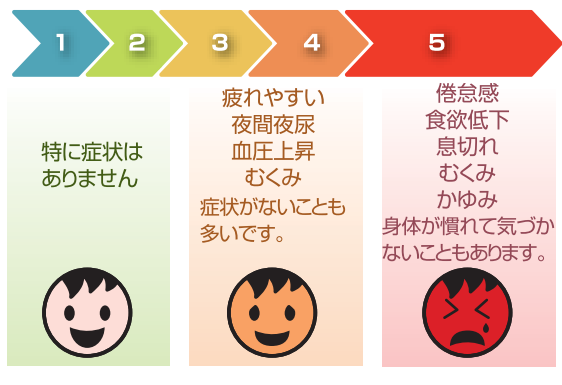 1 2 3 4 5
特に症状は
ありません
疲れやすい
夜間夜尿
血圧上昇
むくみ
症状がないことも
多いです。
倦怠感
食欲低下
息切れ
むくみ
かゆみ
身体が慣れて気づか
ないこともあります。